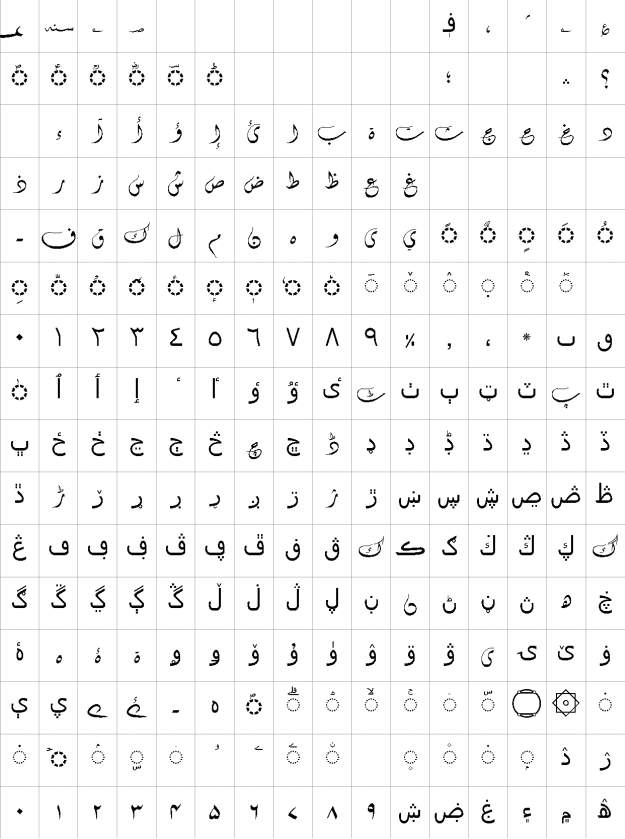 ؟ ؞ ؛
ء آ أ ؤ إ ئ ا ب ة ت ث ج ح خ د
ذ ر ز س ش ص ض ط ظ ع غ
ـ ف ق ك ل م ن ه و ى ي ً ٌ ٍ َ ُ
ِ ّ ْ ٓ ٔ ٕ ٖ ٗ ٘
٠ ١ ٢ ٣ ٤ ٥ ٦ ٧ ٨ ٩ ٪ ٫ ٬ ٭ ٮ ٯ
ٰ ٱ ٲ ٳ ٴ ٵ ٶ ٷ ٸ ٹ ٺ ٻ ټ ٽ پ ٿ
ڀ ځ ڂ ڃ ڄ څ چ ڇ ڈ ډ ڊ ڋ ڌ ڍ ڎ ڏ
ڐ ڑ ڒ ړ ڔ ڕ ږ ڗ ژ ڙ ښ ڛ ڜ ڝ ڞ ڟ
ڠ ڡ ڢ ڣ ڤ ڥ ڦ ڧ ڨ ک ڪ ګ ڬ ڭ ڮ گ
ڰ ڱ ڲ ڳ ڴ ڵ ڶ ڷ ڸ ڹ ں ڻ ڼ ڽ ھ ڿ
ۀ ہ ۂ ۃ ۄ ۅ ۆ ۇ ۈ ۉ ۊ ۋ ی ۍ ێ ۏ
ې ۑ ے ۓ ۔ ە ۖ ۗ ۘ ۙ ۚ ۛ ۜ ۝ ۞ ۟
ۮ ۯ
۰ ۱ ۲ ۳ ۴ ۵ ۶ ۷ ۸ ۹ ۺ ۻ ۼ ۽ ۾ ۿ